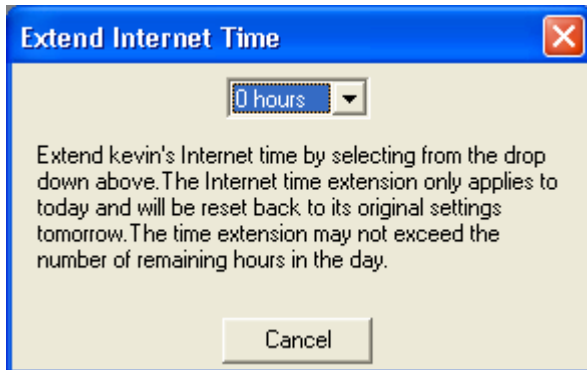 Extend Internet Time
0 hours
Extend kevin's Internet time by selecting from the drop
down above.The Internet time extension only applies to
today and will be reset back to its original settings
tomorrow.The time extension may not exceed the
number of remaining hours in the day.
Cancel